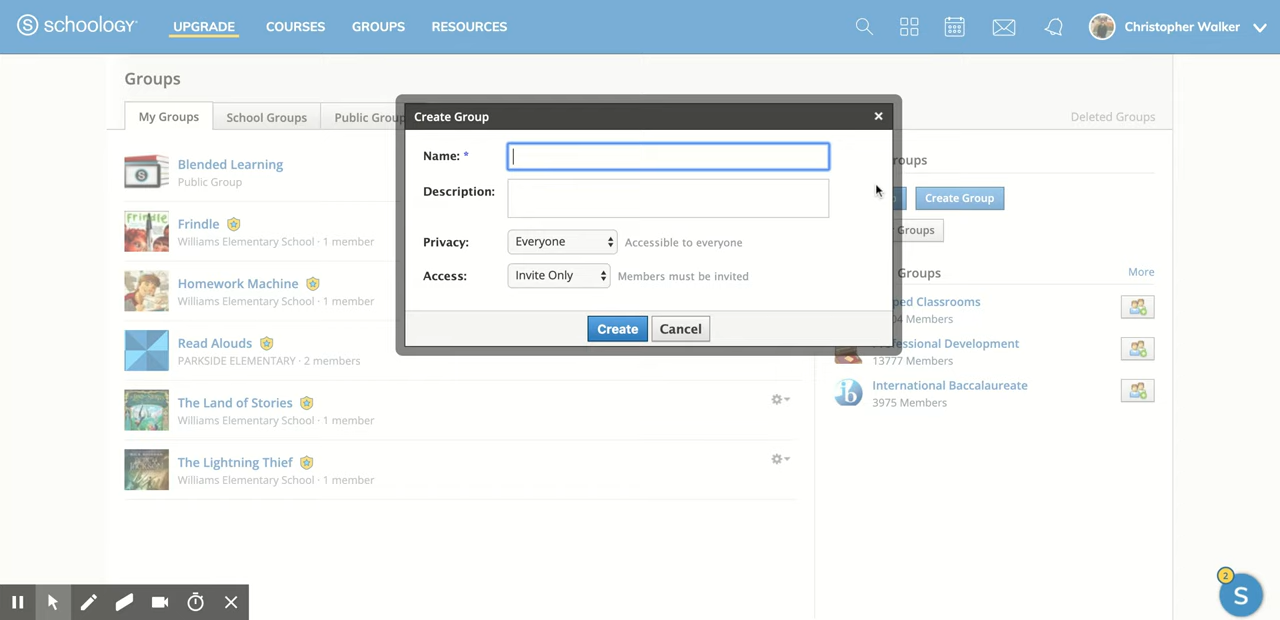 schoology
UPGRADE
COURSES
GROUPS
RESOURCES
Christopher Walker
Groups
My Groups
School Groups
Public Group
Deleted Groups
Create Group
Name: *
Description:
Privacy:
Everyone
Accessible to everyone
Access:
Invite Only
Members must be invited
Create
Cancel
Blended Learning
Public Group
Frindle
Williams Elementary School · 1 member
Homework Machine
Williams Elementary School · 1 member
Read Alouds
PARKSIDE ELEMENTARY · 2 members
The Land of Stories
Williams Elementary School · 1 member
The Lightning Thief
Williams Elementary School · 1 member
Create Group
Groups
Groups
More
Classrooms
Members
Development
13777 Members
International Baccalaureate
3975 Members
2
S